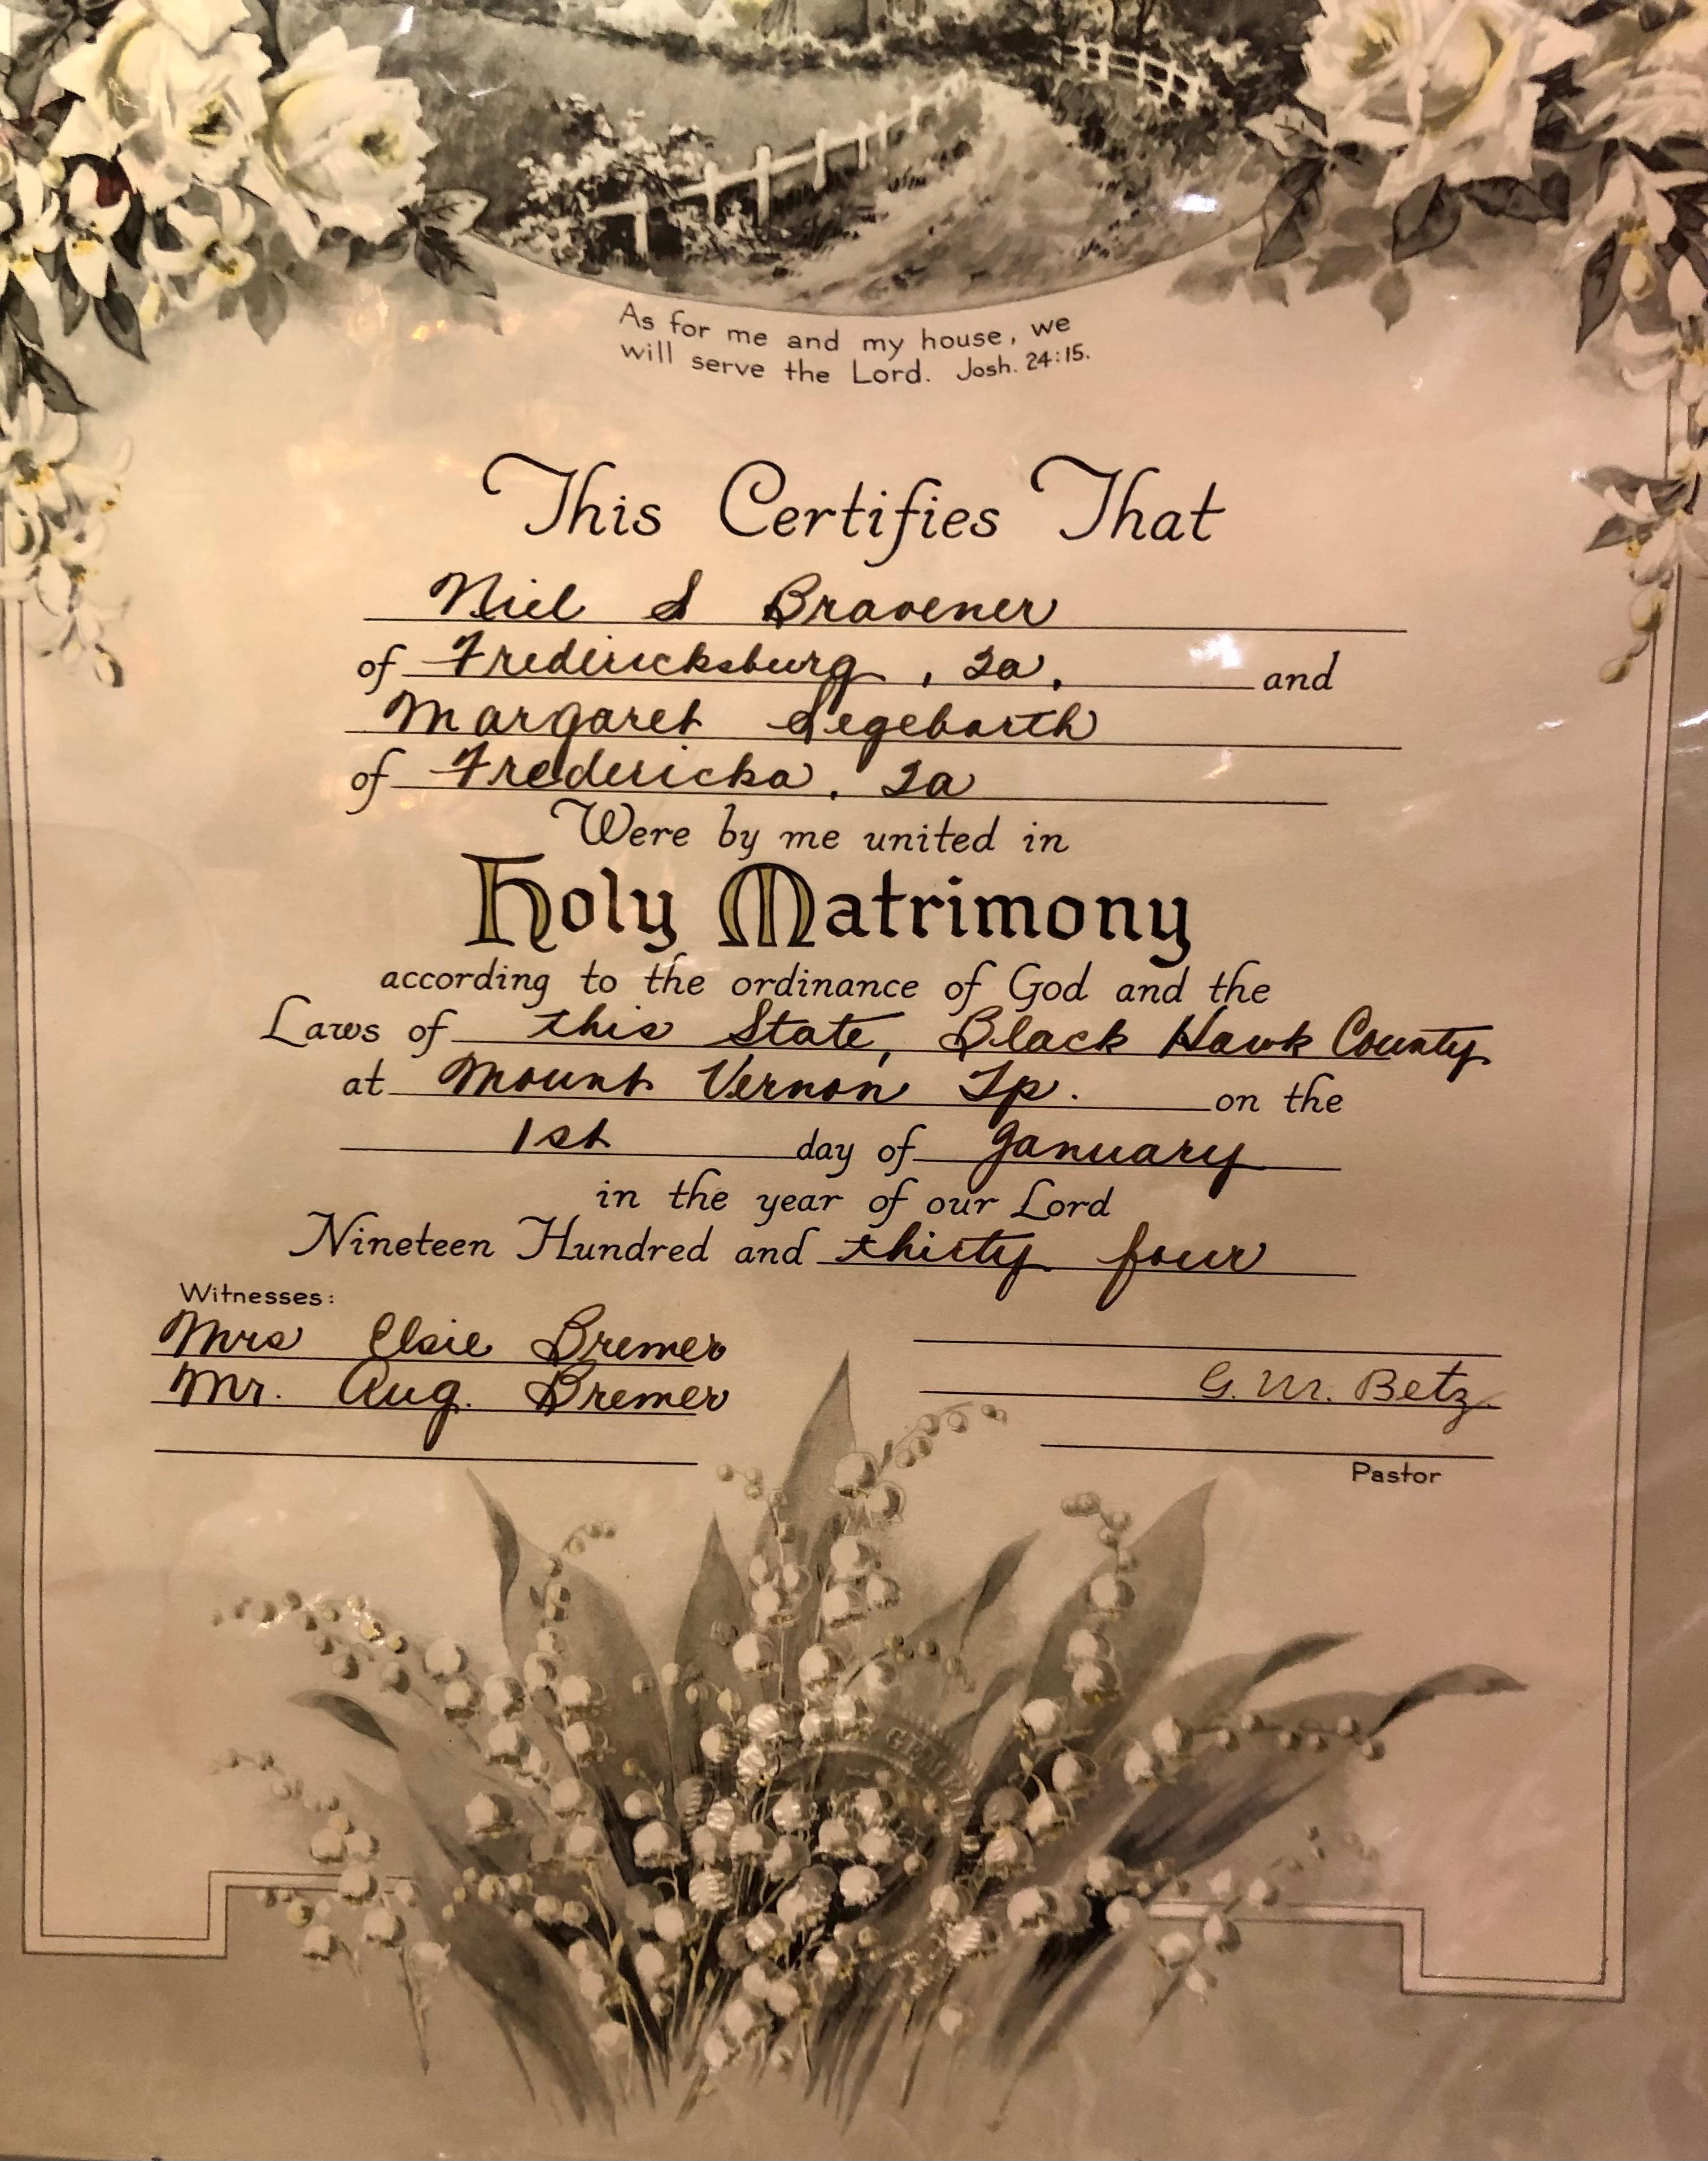 As for me and my house, we
will serve the Lord. Josh. 24:15.
This Certifies That
Niel S Bravener
of Fredericksburg, Ia, and
Margaret Segebarth
of Fredericka, Ia
Were by me united in
Holy Matrimony
according to the ordinance of God and the
Laws of this State, Black Hawk County
at Mount Vernon Tp. on the
1st day of January
in the year of our Lord
Nineteen Hundred and thirty four
Witnesses:
Mrs Elsie Bremer
Mr. Aug. Bremer
G. M. Betz.
Pastor